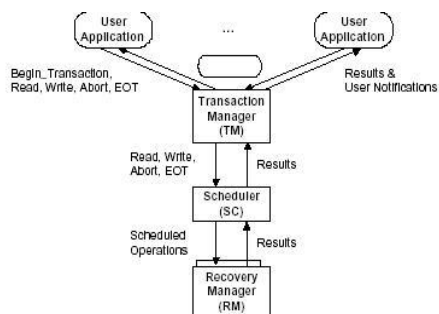 User
Application
...
User
Application
Begin_Transaction,
Read, Write, Abort, EOT
Results &
User Notifications
Transaction
Manager
(TM)
Read, Write,
Abort, EOT
Results
Scheduler
(SC)
Scheduled
Operations
Results
Recovery
Manager
(RM)